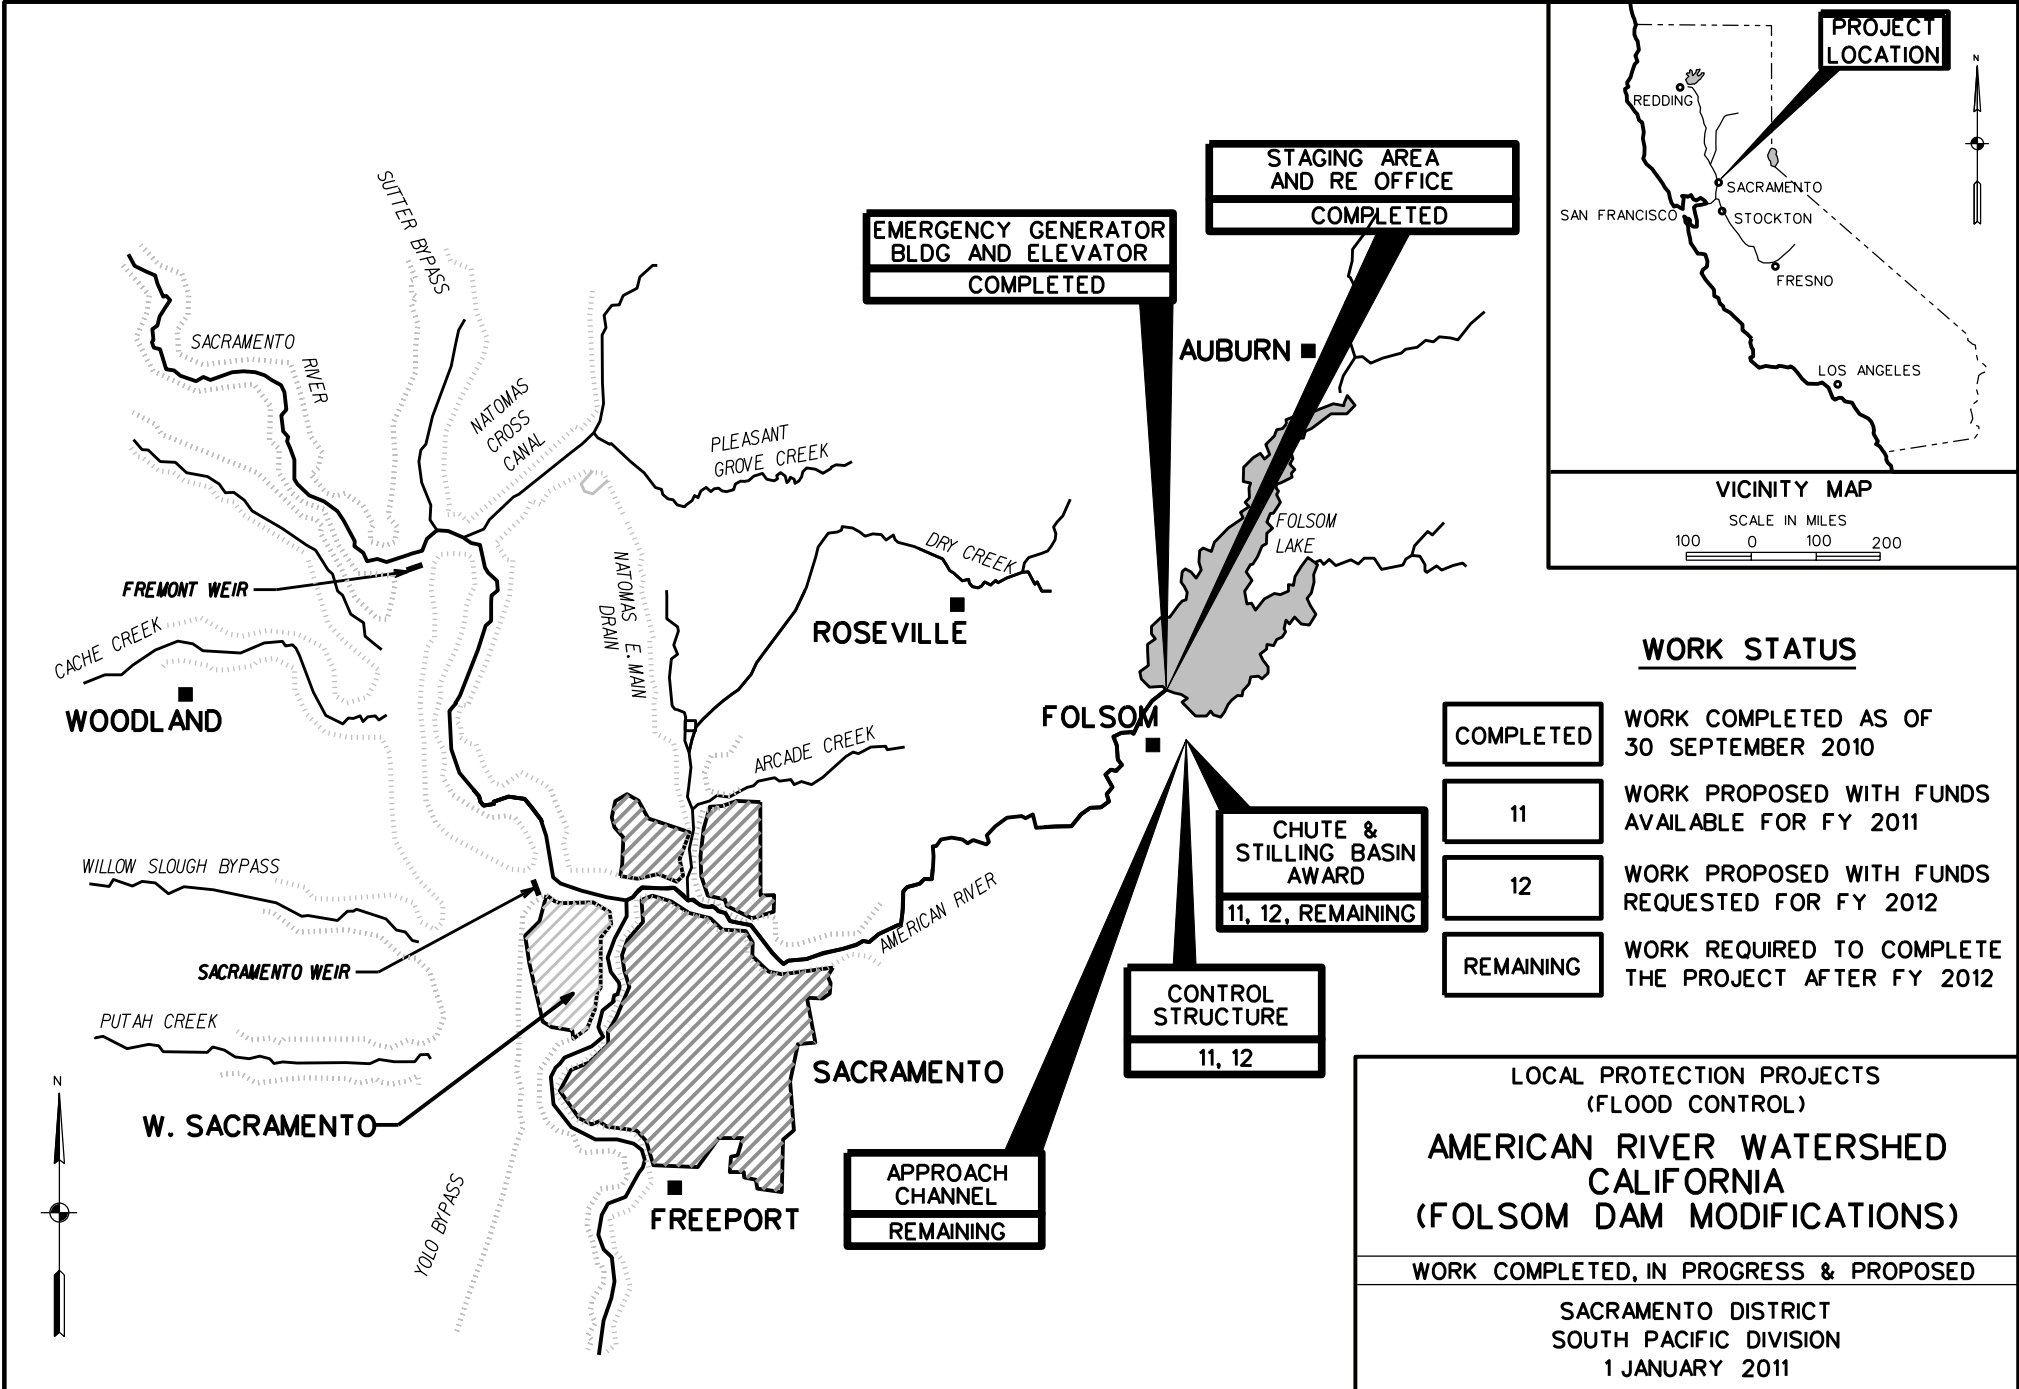 PROJECT
LOCATION
N
REDDING
SACRAMENTO
SAN FRANCISCO
STOCKTON
FRESNO
LOS ANGELES
VICINITY MAP
SCALE IN MILES
100 0 100 200
STAGING AREA
AND RE OFFICE
COMPLETED
EMERGENCY GENERATOR
BLDG AND ELEVATOR
COMPLETED
SUTTER BYPASS
SACRAMENTO
RIVER
NATOMAS
CROSS
CANAL
PLEASANT
GROVE CREEK
AUBURN
FOLSOM
LAKE
DRY CREEK
NATOMAS E. MAIN
DRAIN
FREMONT WEIR
CACHE CREEK
ROSEVILLE
WOODLAND
FOLSOM
ARCADE CREEK
WILLOW SLOUGH BYPASS
AMERICAN RIVER
SACRAMENTO WEIR
PUTAH CREEK
SACRAMENTO
W. SACRAMENTO
N
YOLO BYPASS
FREEPORT
CHUTE &
STILLING BASIN
AWARD
11, 12, REMAINING
CONTROL
STRUCTURE
11, 12
APPROACH
CHANNEL
REMAINING
WORK STATUS
COMPLETED
WORK COMPLETED AS OF
30 SEPTEMBER 2010
11
WORK PROPOSED WITH FUNDS
AVAILABLE FOR FY 2011
12
WORK PROPOSED WITH FUNDS
REQUESTED FOR FY 2012
REMAINING
WORK REQUIRED TO COMPLETE
THE PROJECT AFTER FY 2012
LOCAL PROTECTION PROJECTS
(FLOOD CONTROL)
AMERICAN RIVER WATERSHED
CALIFORNIA
(FOLSOM DAM MODIFICATIONS)
WORK COMPLETED, IN PROGRESS & PROPOSED
SACRAMENTO DISTRICT
SOUTH PACIFIC DIVISION
1 JANUARY 2011